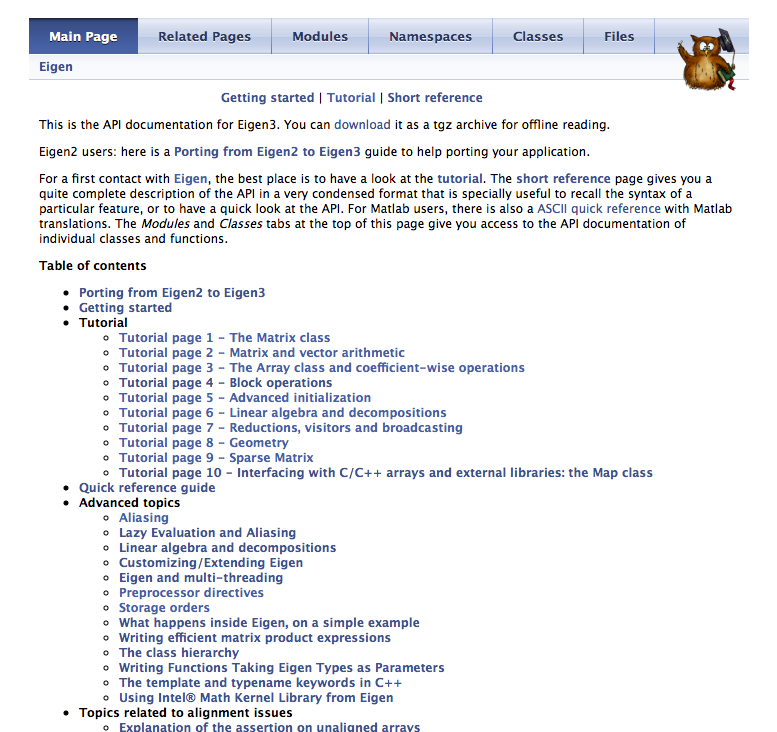 Main Page Related Pages Modules Namespaces Classes Files
Eigen
Getting started | Tutorial | Short reference
This is the API documentation for Eigen3. You can download it as a tgz archive for offline reading.
Eigen2 users: here is a Porting from Eigen2 to Eigen3 guide to help porting your application.
For a first contact with Eigen, the best place is to have a look at the tutorial. The short reference page gives you a
quite complete description of the API in a very condensed format that is specially useful to recall the syntax of a
particular feature, or to have a quick look at the API. For Matlab users, there is also a ASCII quick reference with Matlab
translations. The Modules and Classes tabs at the top of this page give you access to the API documentation of
individual classes and functions.
Table of contents
• Porting from Eigen2 to Eigen3
• Getting started
• Tutorial
◦ Tutorial page 1 - The Matrix class
◦ Tutorial page 2 - Matrix and vector arithmetic
◦ Tutorial page 3 - The Array class and coefficient-wise operations
◦ Tutorial page 4 - Block operations
◦ Tutorial page 5 - Advanced initialization
◦ Tutorial page 6 - Linear algebra and decompositions
◦ Tutorial page 7 - Reductions, visitors and broadcasting
◦ Tutorial page 8 - Geometry
◦ Tutorial page 9 - Sparse Matrix
◦ Tutorial page 10 - Interfacing with C/C++ arrays and external libraries: the Map class
• Quick reference guide
• Advanced topics
◦ Aliasing
◦ Lazy Evaluation and Aliasing
◦ Linear algebra and decompositions
◦ Customizing/Extending Eigen
◦ Eigen and multi-threading
◦ Preprocessor directives
◦ Storage orders
◦ What happens inside Eigen, on a simple example
◦ Writing efficient matrix product expressions
◦ The class hierarchy
◦ Writing Functions Taking Eigen Types as Parameters
◦ The template and typename keywords in C++
◦ Using Intel® Math Kernel Library from Eigen
• Topics related to alignment issues
◦ Explanation of the assertion on unaligned arrays